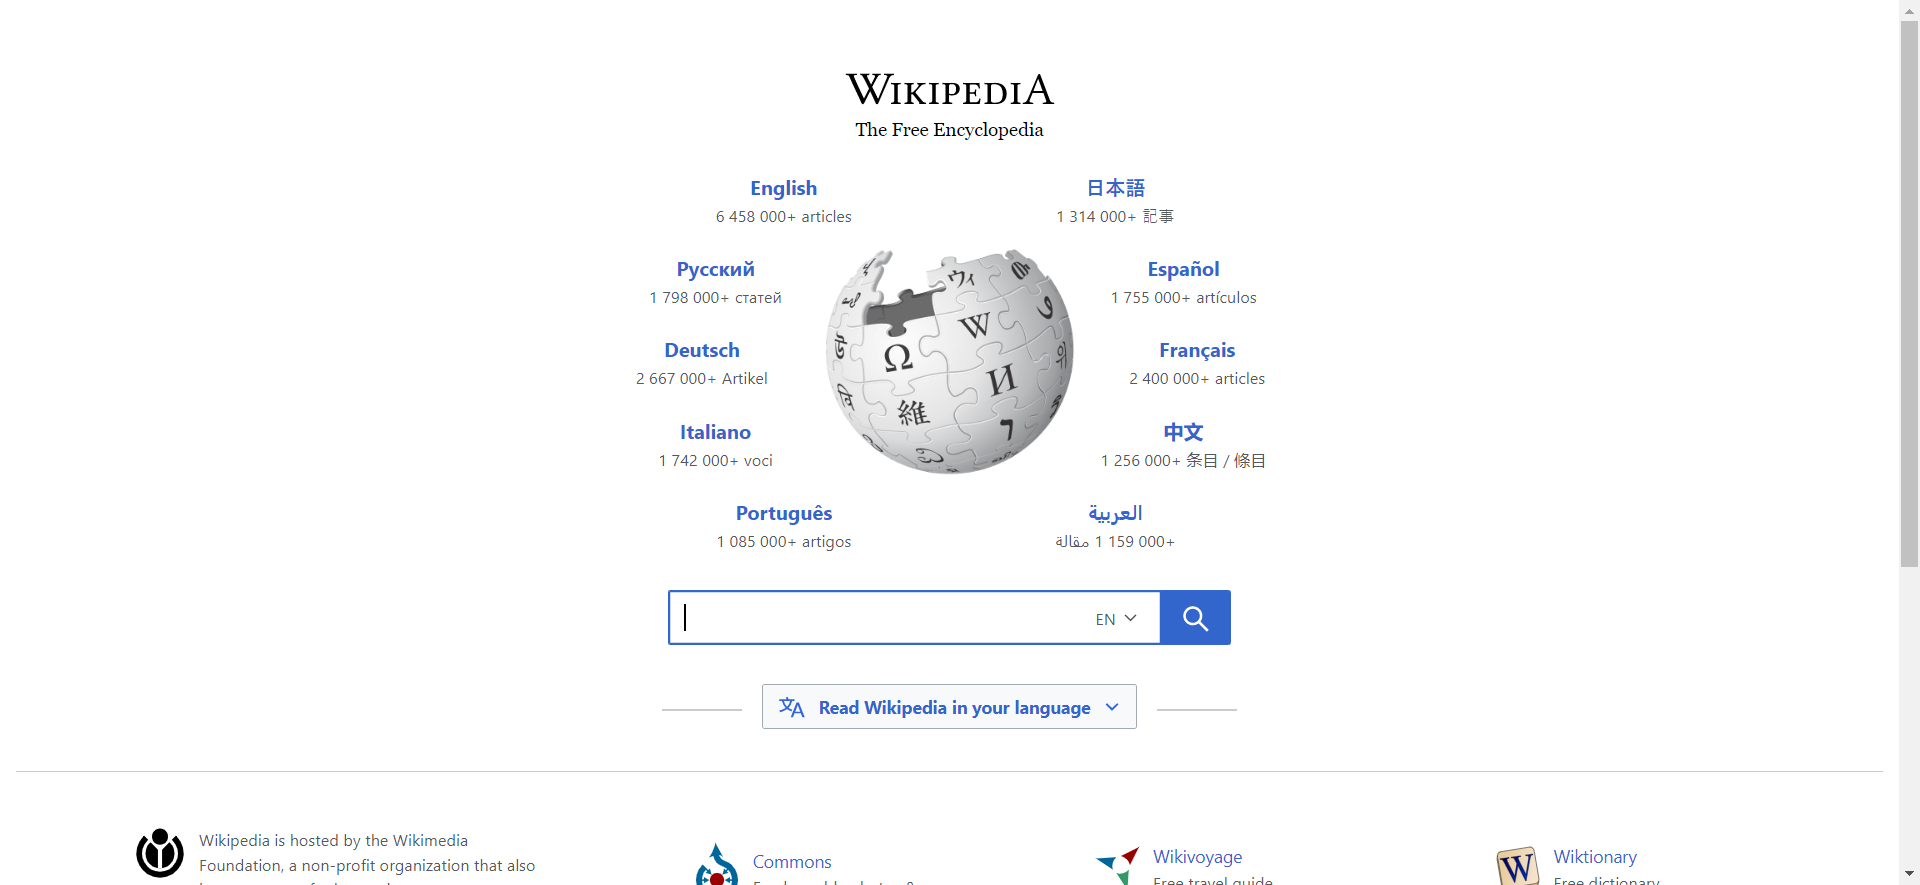 WIKIPEDIA
The Free Encyclopedia
English
6 458 000+ articles
日本語
1 314 000+ 記事
Русский
1 798 000+ статей
Español
1 755 000+ artículos
Deutsch
2 667 000+ Artikel
Français
2 400 000+ articles
Italiano
1 742 000+ voci
中文
1 256 000+ 条目 / 條目
Português
1 085 000+ artigos
العربية
1 159 000+ مقالة
ウィ
W
Ω
И
維
EN
Read Wikipedia in your language
Wikipedia is hosted by the Wikimedia
Foundation, a non-profit organization that also
Commons
Wikivoyage
Free travel guide
W
Wiktionary
Free dictionary